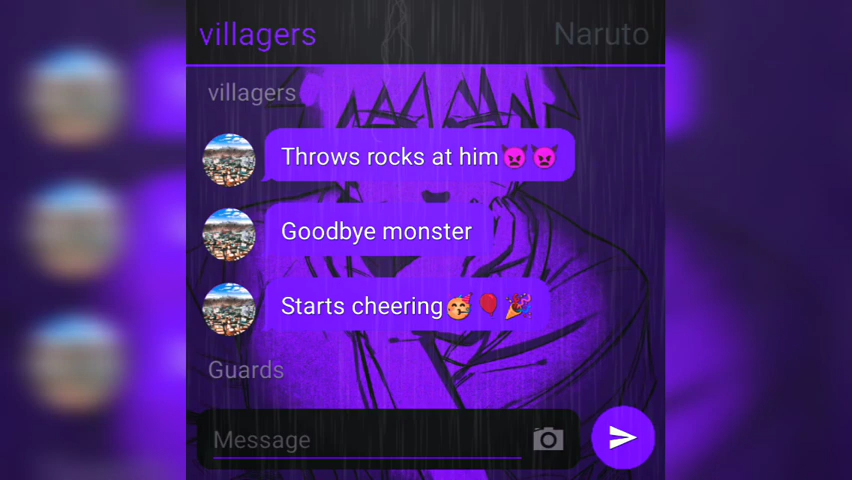 villagers
Naruto
villagers
Throws rocks at him👿👿
Goodbye monster
Starts cheering🥳🎈🎉
Guards
Message